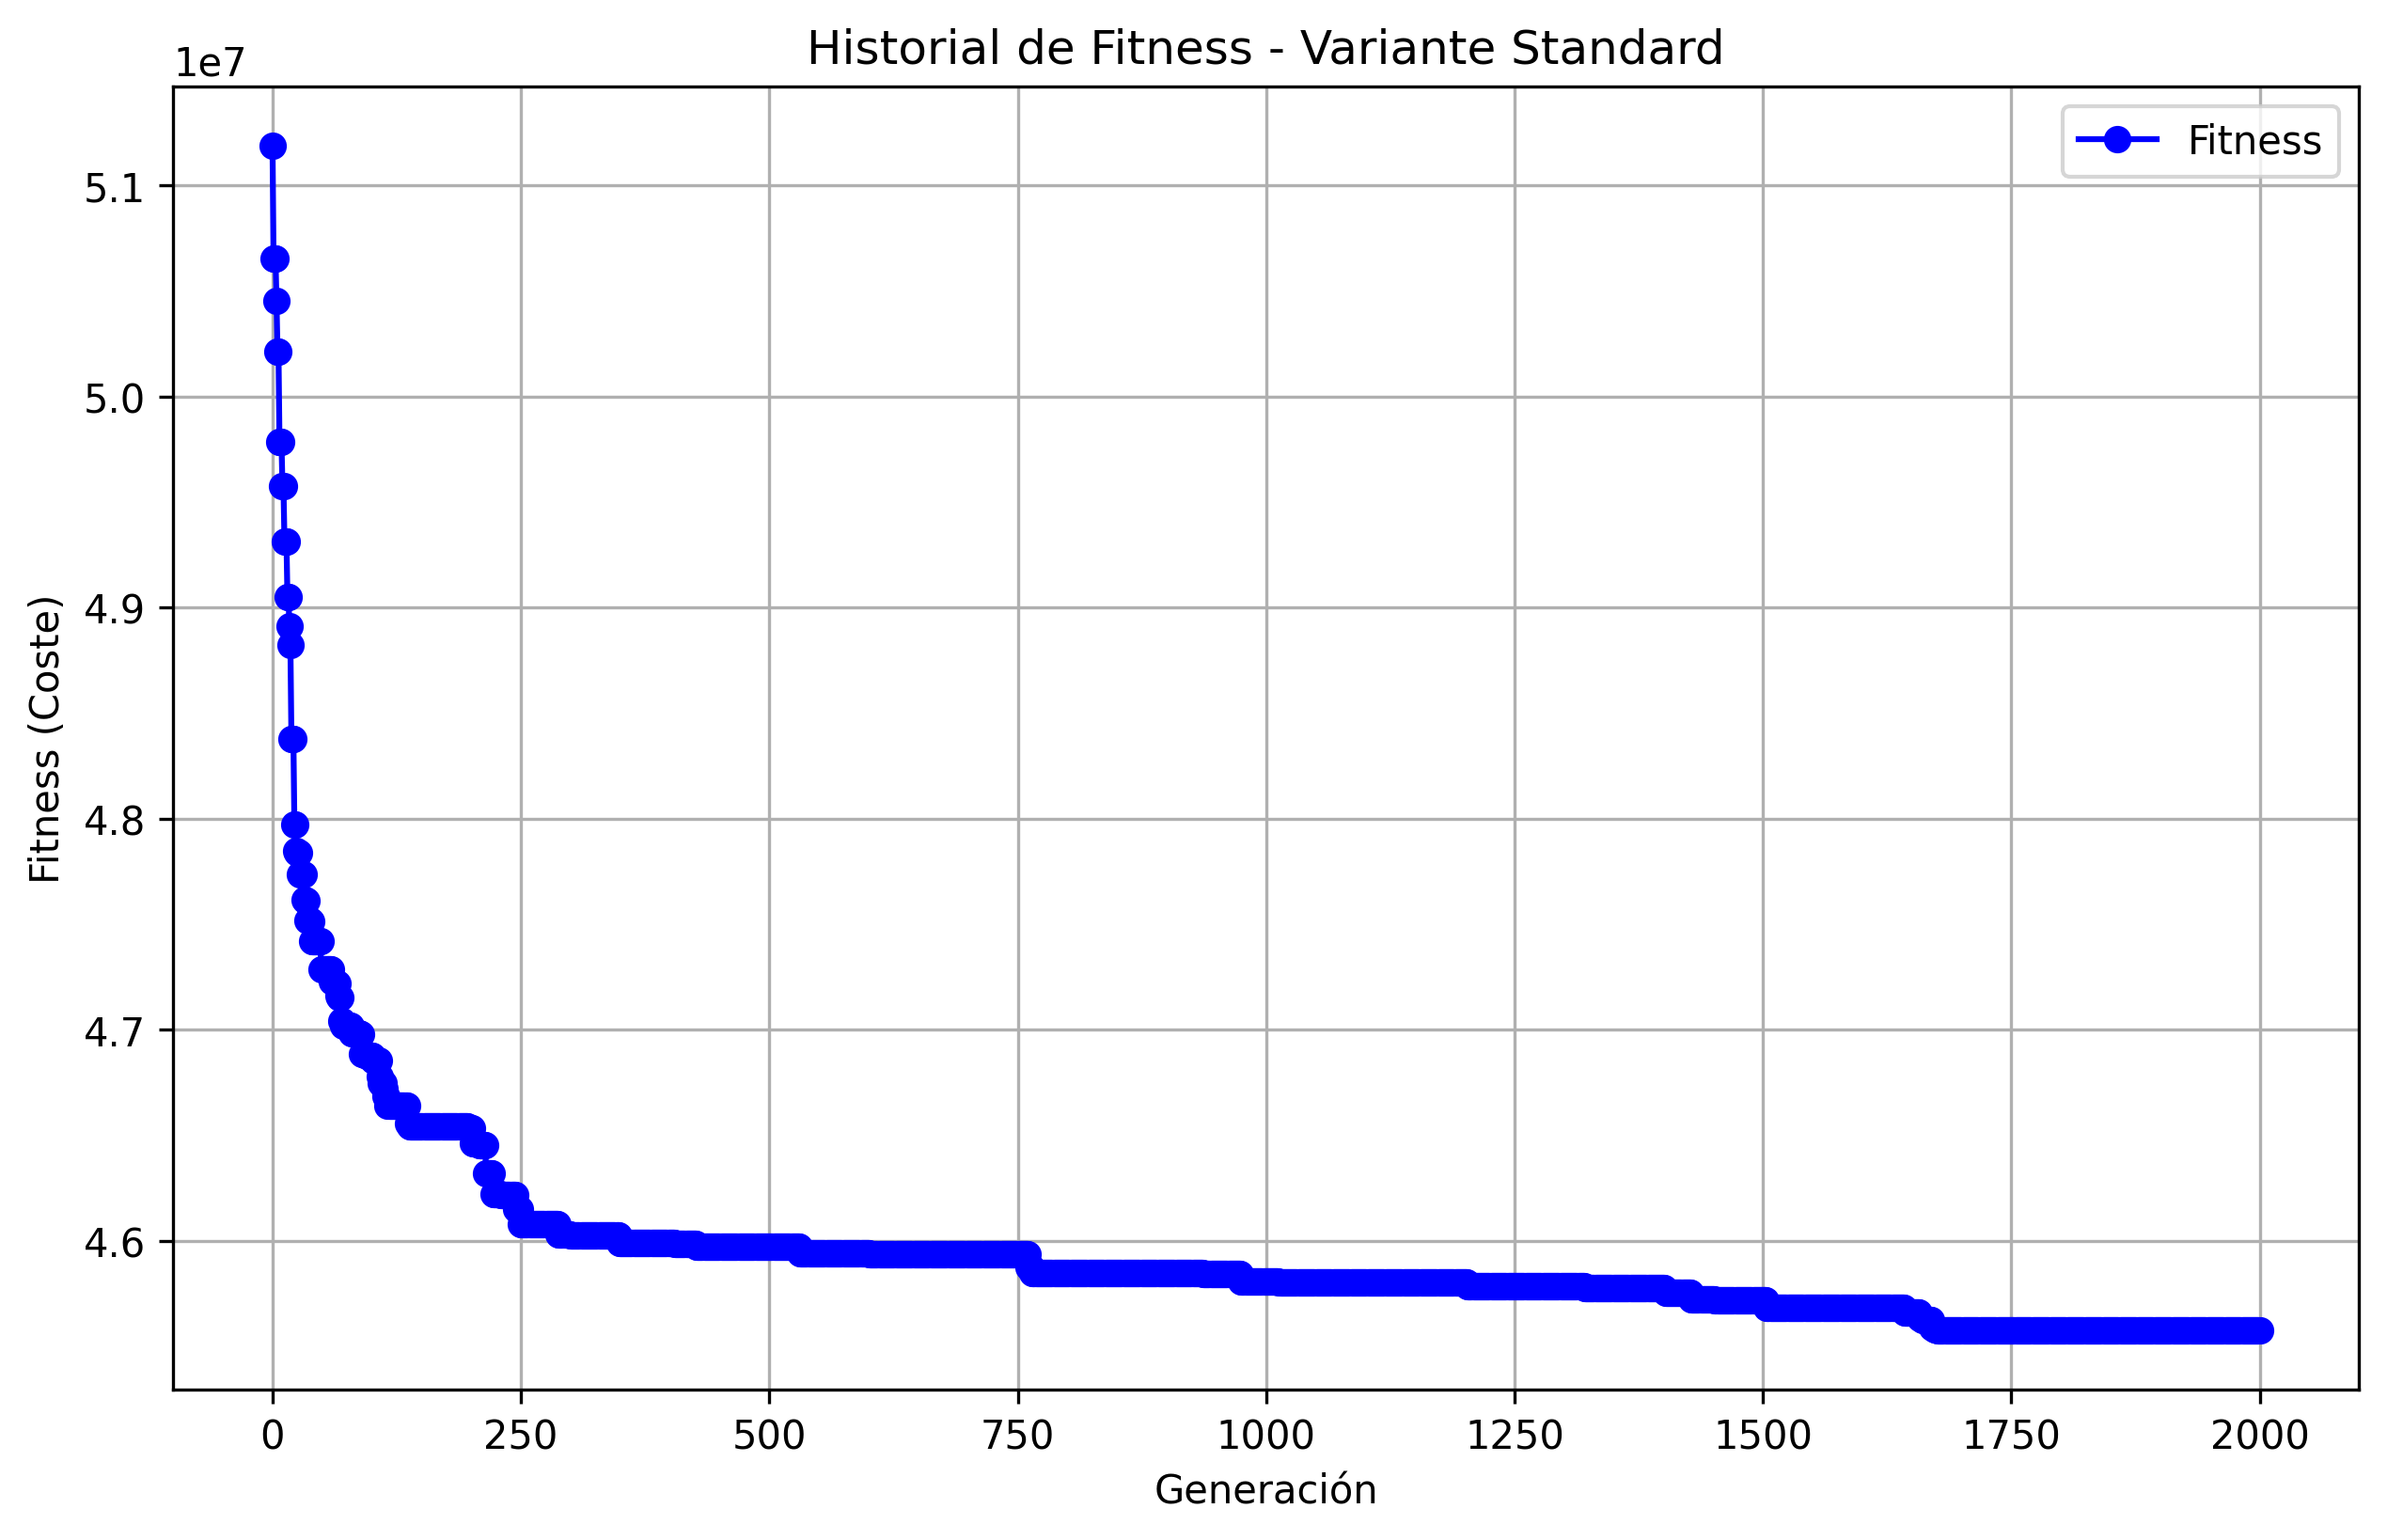 Historial de Fitness - Variante Standard
1e7
Fitness
5.1
5.0
4.9
4.8
4.7
4.6
Fitness (Coste)
0 250 500 750 1000 1250 1500 1750 2000
Generación